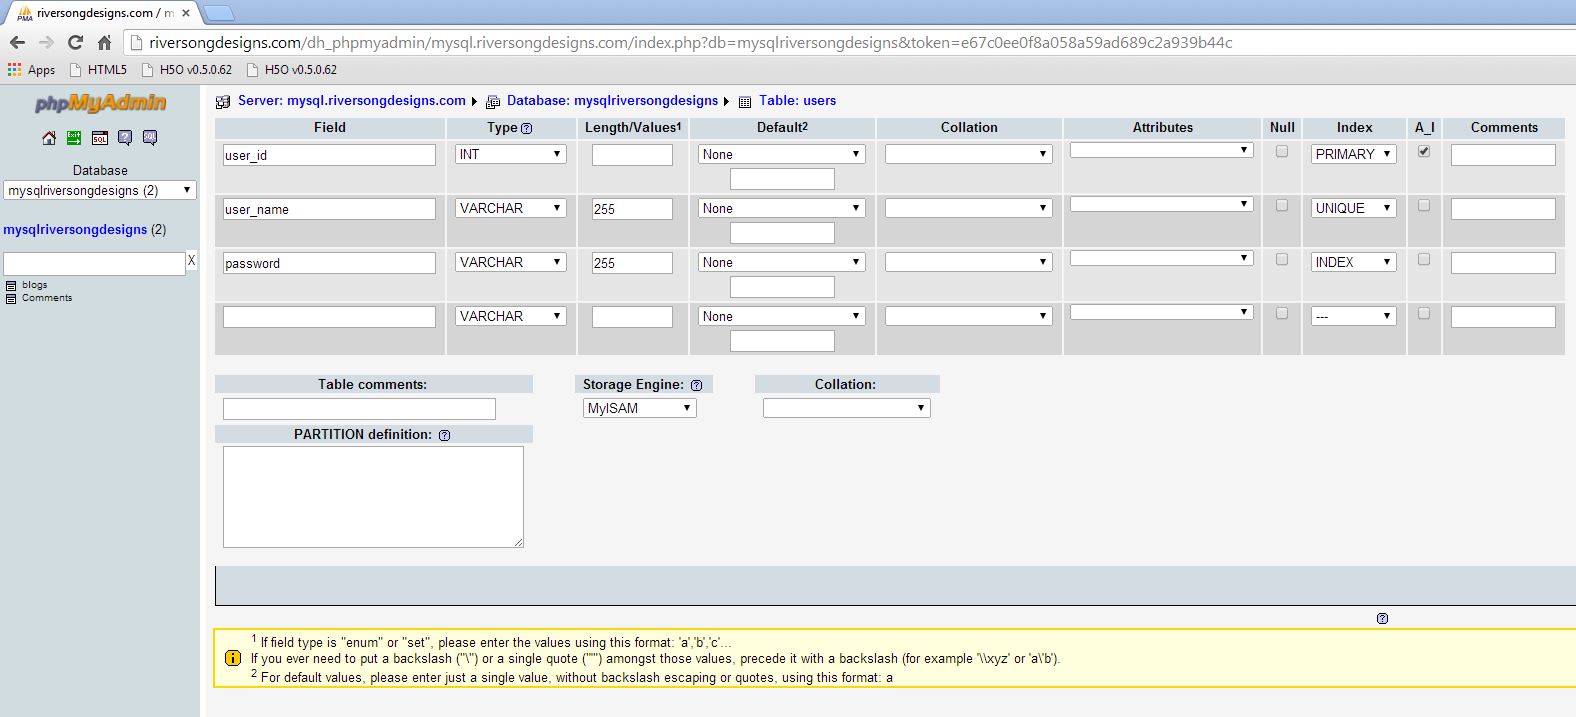 riversongdesigns.com / m
riversongdesigns.com/dh_phpmyadmin/mysql.riversongdesigns.com/index.php?db=mysqlriversongdesigns&token=e67c0ee0f8a058a59ad689c2a939b44c
Apps HTML5 H5O v0.5.0.62 H5O v0.5.0.62
phpMyAdmin
Database
mysqlriversongdesigns (2)
mysqlriversongdesigns (2)
X
blogs
Comments
Server: mysql.riversongdesigns.com Database: mysqlriversongdesigns Table: users
Field Type Length/Values1 Default2 Collation Attributes Null Index A_I Comments
user_id INT None PRIMARY
user_name VARCHAR 255 None UNIQUE
password VARCHAR 255 None INDEX
VARCHAR None ---
Table comments: Storage Engine: Collation:
MyISAM
PARTITION definition:
1 If field type is "enum" or "set", please enter the values using this format: 'a','b','c'...
If you ever need to put a backslash ("\") or a single quote ("'") amongst those values, precede it with a backslash (for example '\\xyz' or 'a\'b').
2 For default values, please enter just a single value, without backslash escaping or quotes, using this format: a